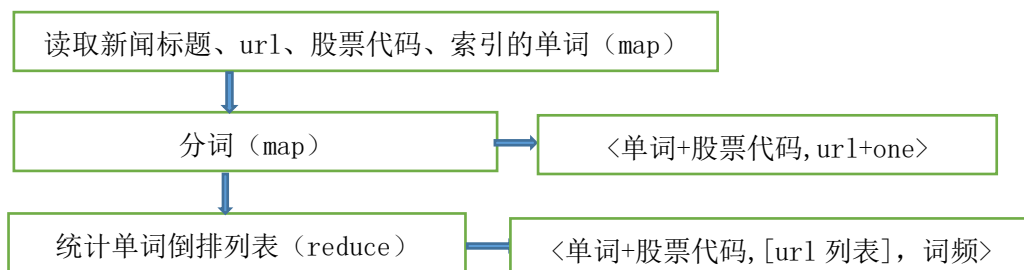 读取新闻标题、url、股票代码、索引的单词（map）
分词（map）
<单词+股票代码,url+one>
统计单词倒排列表（reduce）
<单词+股票代码,[url 列表]，词频>